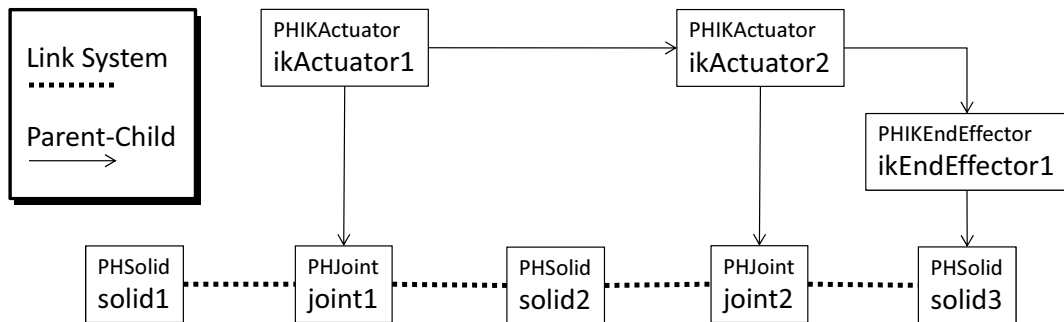 Link System
Parent-Child
PHIKActuator
ikActuator1
PHIKActuator
ikActuator2
PHIKEndEffector
ikEndEffector1
PHSolid
solid1
PHJoint
joint1
PHSolid
solid2
PHJoint
joint2
PHSolid
solid3